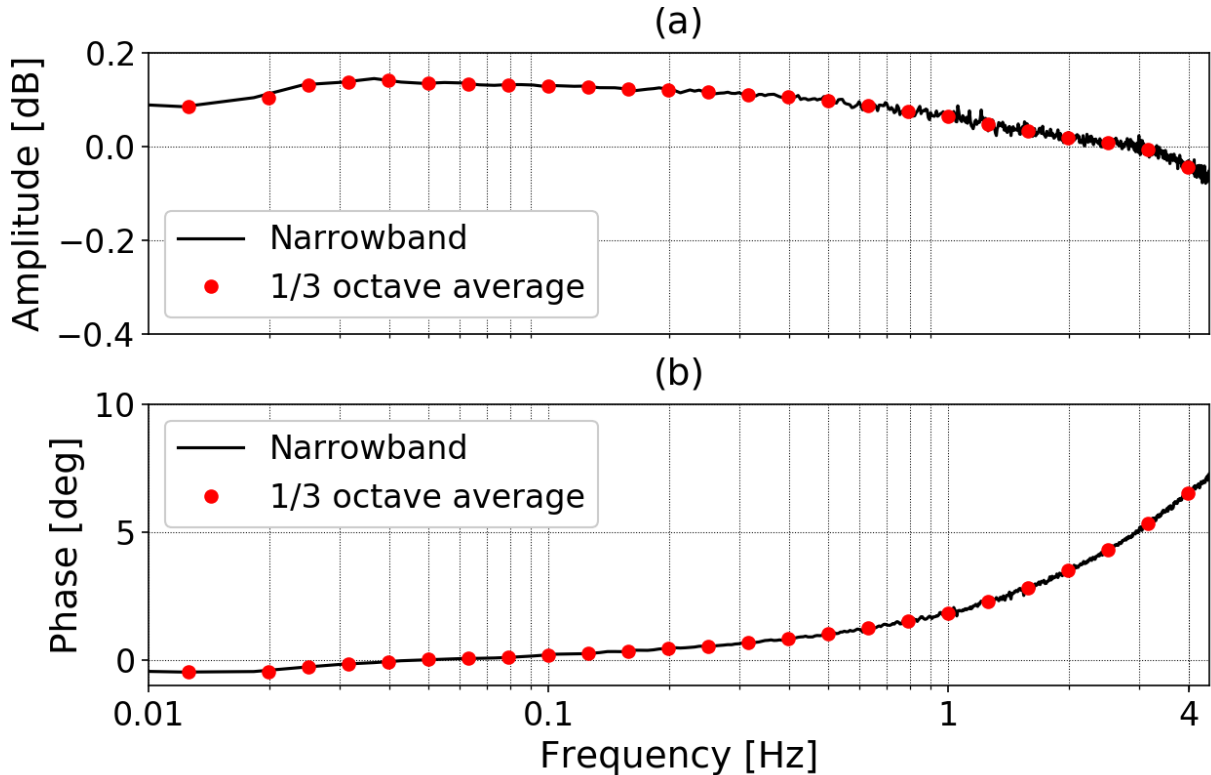 (a)
Amplitude [dB]
0.2
0.0
−0.2
−0.4
Narrowband
1/3 octave average
(b)
Phase [deg]
10
5
0
Narrowband
1/3 octave average
0.01
0.1
1
4
Frequency [Hz]